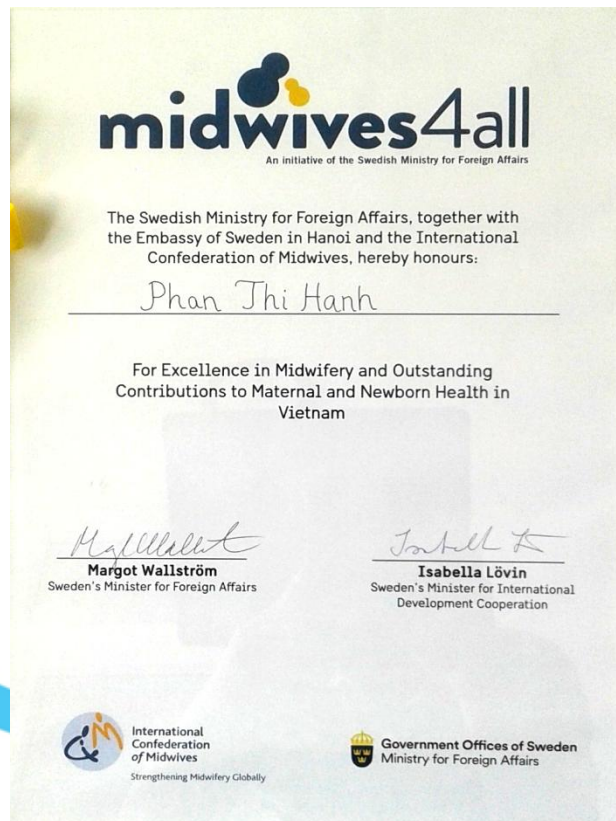 midwives4all
An initiative of the Swedish Ministry for Foreign Affairs
The Swedish Ministry for Foreign Affairs, together with
the Embassy of Sweden in Hanoi and the International
Confederation of Midwives, hereby honours:
Phan Thi Hanh
For Excellence in Midwifery and Outstanding
Contributions to Maternal and Newborn Health in
Vietnam
Margot Wallström
Sweden's Minister for Foreign Affairs
Isabella Lövin
Sweden's Minister for International
Development Cooperation
International
Confederation
of Midwives
Strengthening Midwifery Globally
Government Offices of Sweden
Ministry for Foreign Affairs